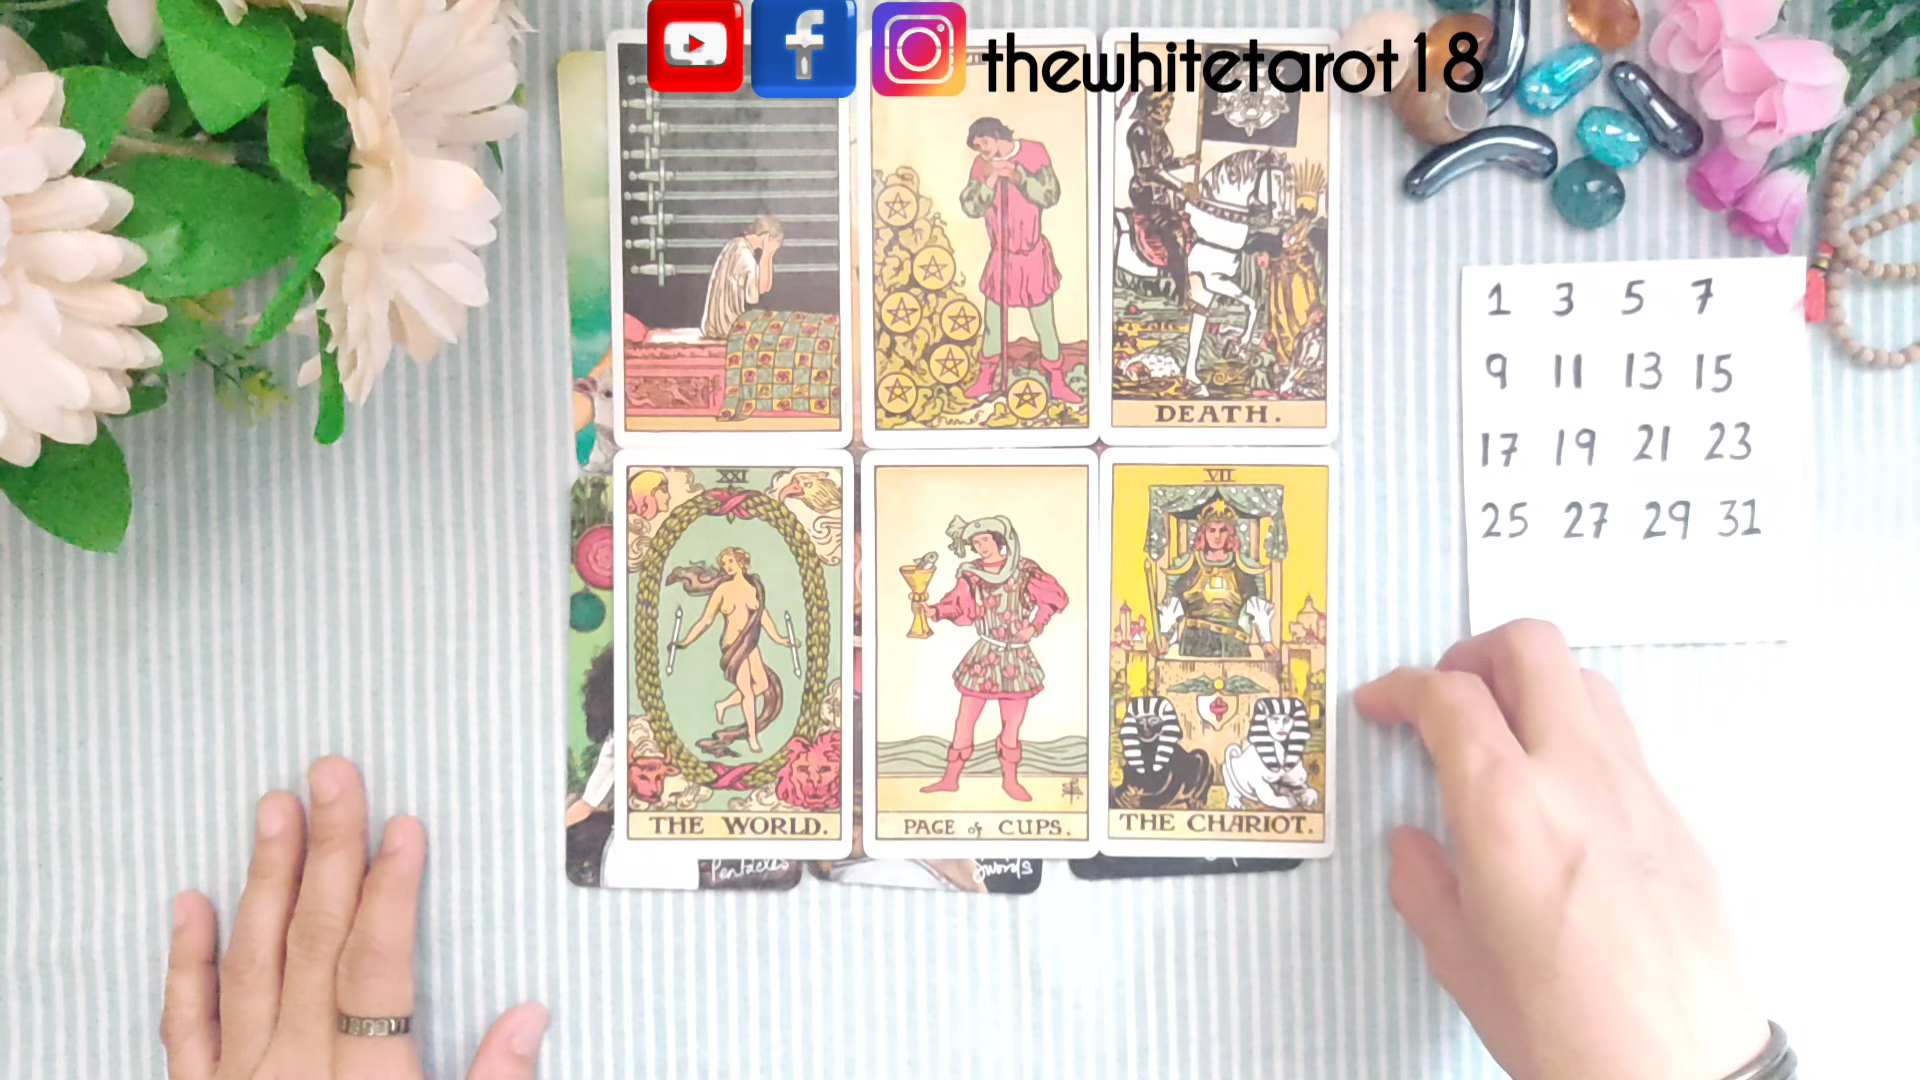 thewhitetarot18
DEATH.
XXI
VII
THE WORLD.
PAGE of CUPS.
THE CHARIOT.
Pentacles
Swords
1 3 5 7
9 11 13 15
17 19 21 23
25 27 29 31